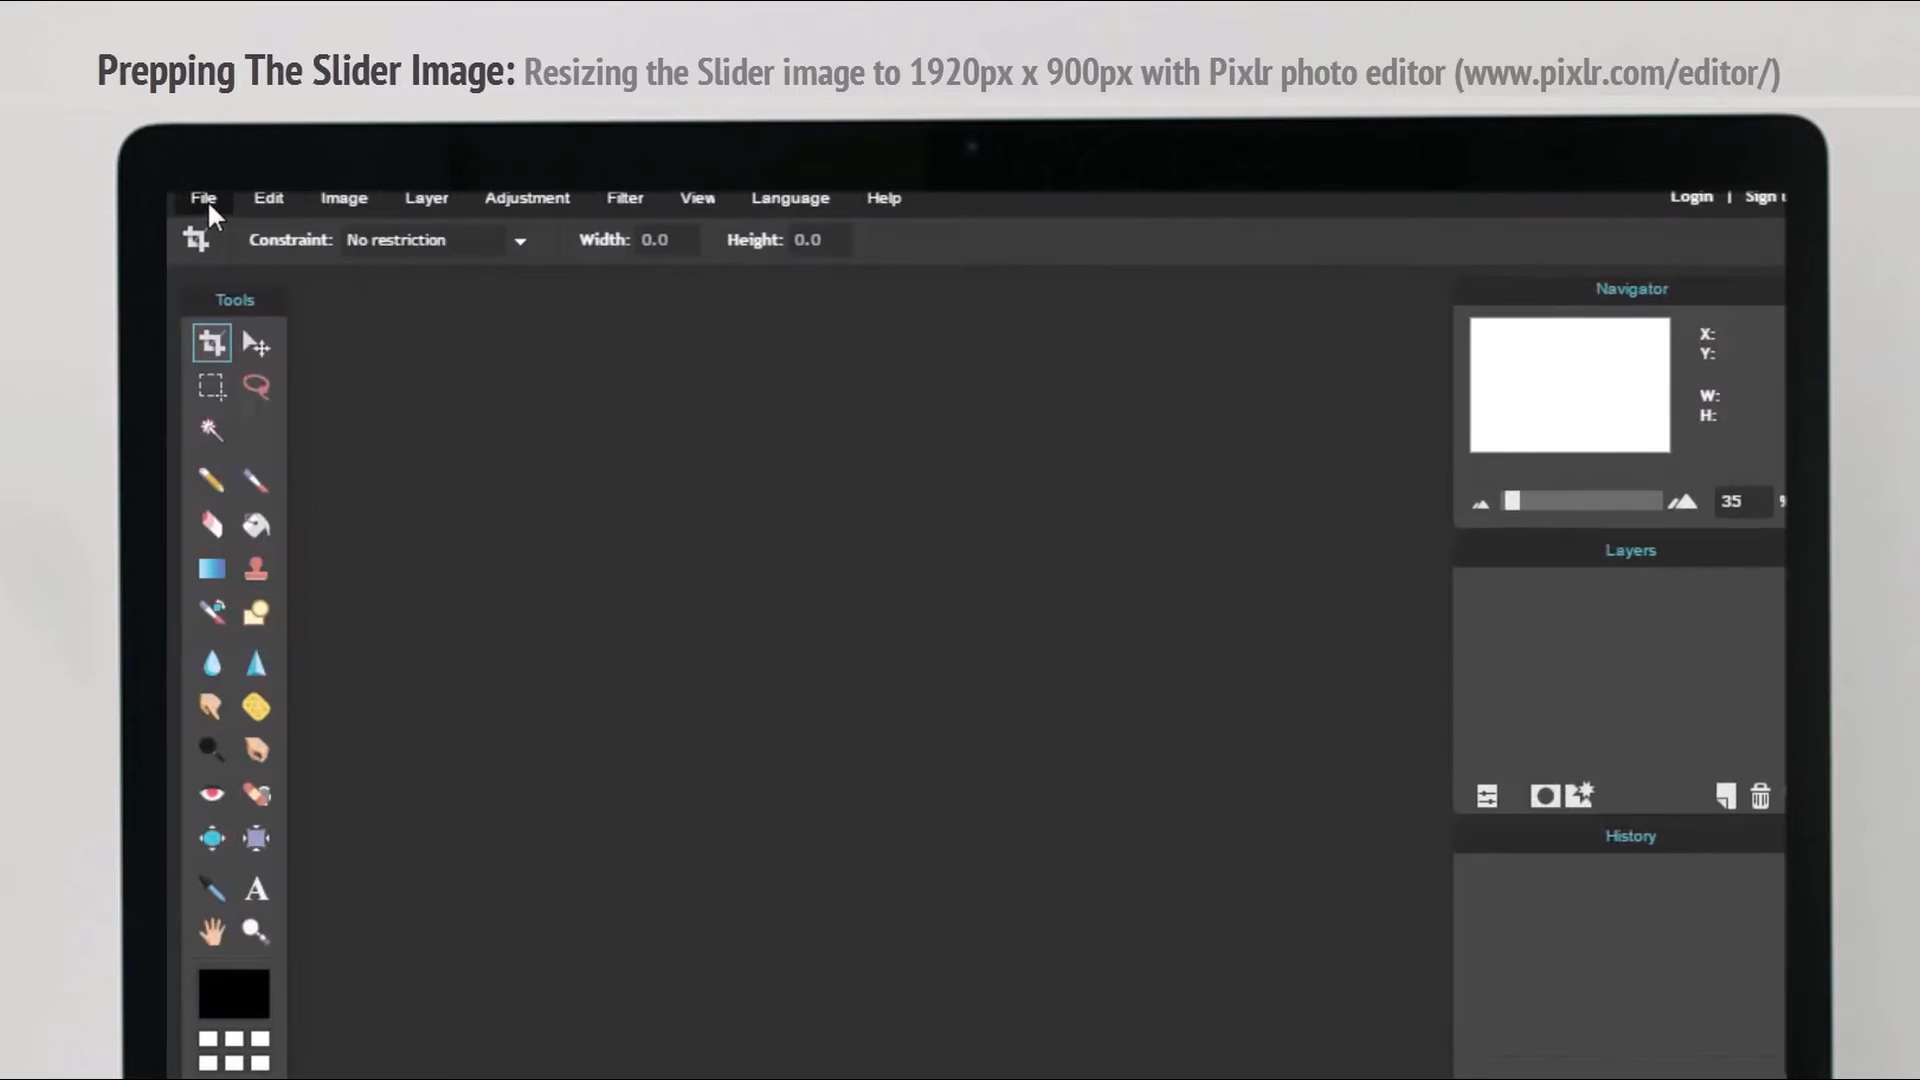 Prepping The Slider Image: Resizing the Slider image to 1920px x 900px with Pixlr photo editor (www.pixlr.com/editor/)
File Edit Image Layer Adjustment Filter View Language Help Login | Sign
Constraint: No restriction Width: 0.0 Height: 0.0
Tools
Navigator
X:
Y:
W:
H:
35
Layers
History
A